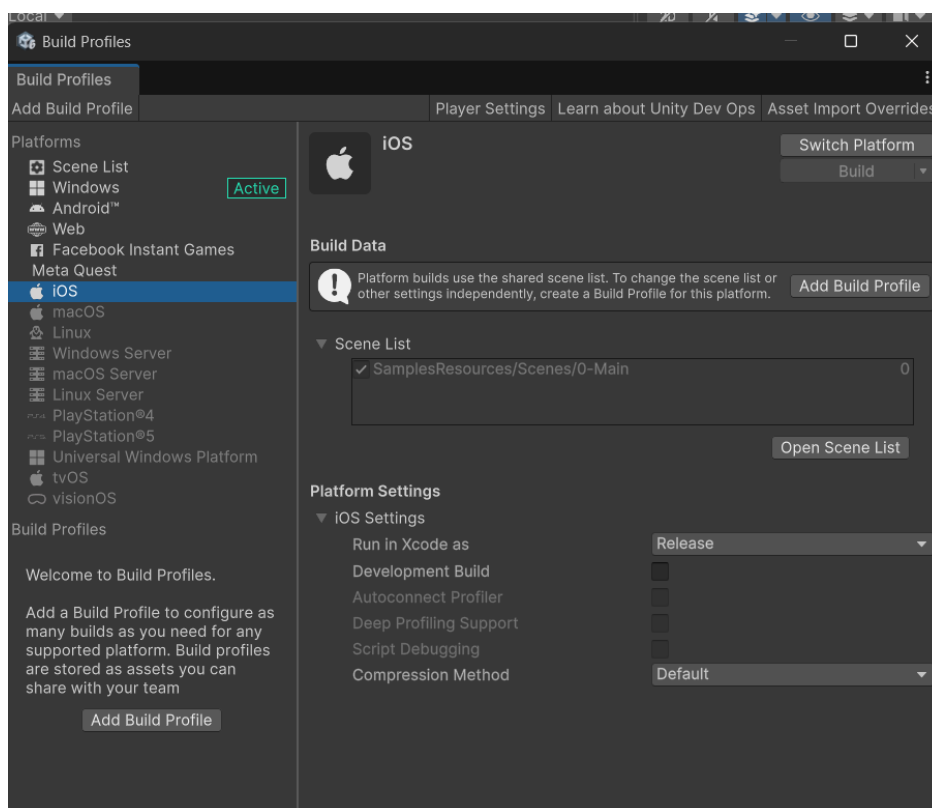 Local
Build Profiles
Build Profiles
Add Build Profile
Player Settings
Learn about Unity Dev Ops
Asset Import Overrides
Platforms
Scene List
Windows
Active
Android™
Web
Facebook Instant Games
Meta Quest
iOS
macOS
Linux
Windows Server
macOS Server
Linux Server
PlayStation®4
PlayStation®5
Universal Windows Platform
tvOS
visionOS
Build Profiles
Welcome to Build Profiles.
Add a Build Profile to configure as
many builds as you need for any
supported platform. Build profiles
are stored as assets you can
share with your team
Add Build Profile
iOS
Switch Platform
Build
Build Data
Platform builds use the shared scene list. To change the scene list or
other settings independently, create a Build Profile for this platform.
Add Build Profile
Scene List
SamplesResources/Scenes/0-Main 0
Open Scene List
Platform Settings
iOS Settings
Run in Xcode as Release
Development Build
Autoconnect Profiler
Deep Profiling Support
Script Debugging
Compression Method Default